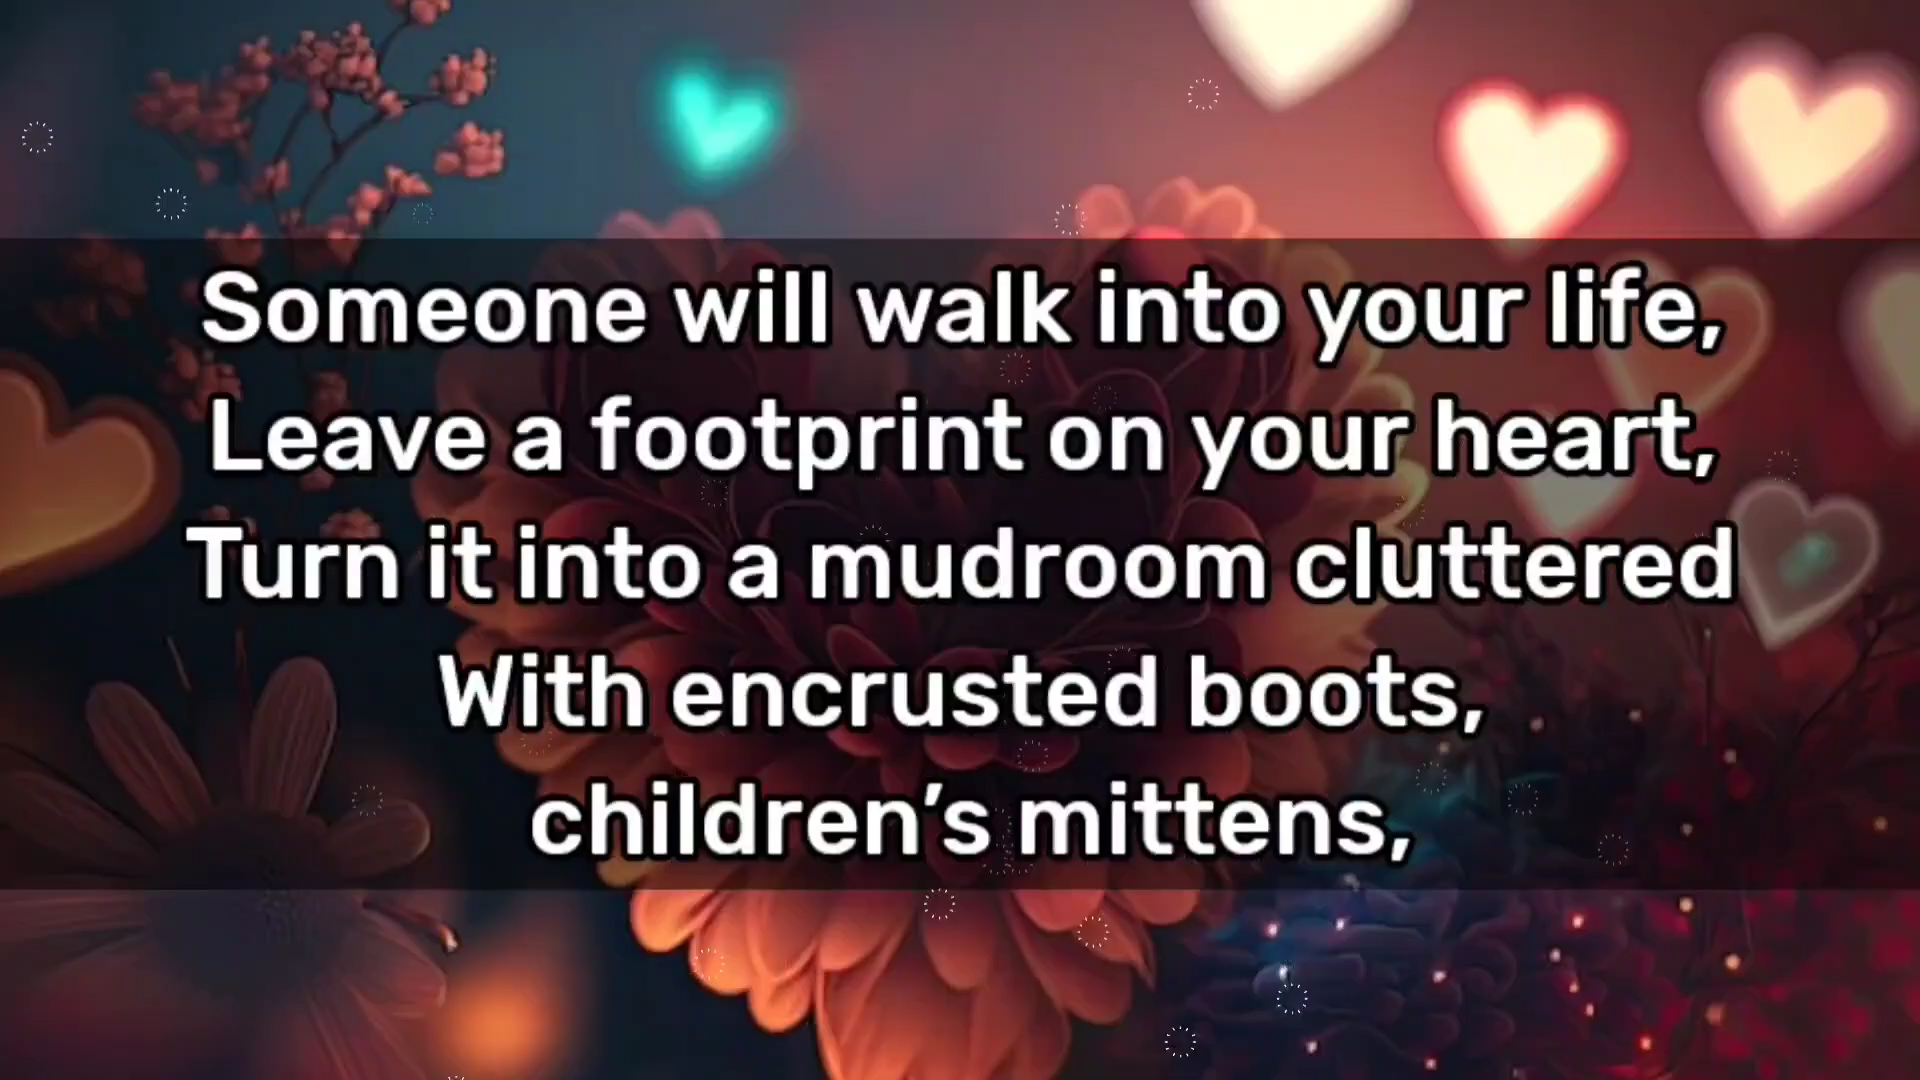 Someone will walk into your life,
Leave a footprint on your heart,
Turn it into a mudroom cluttered
With encrusted boots,
children’s mittens,